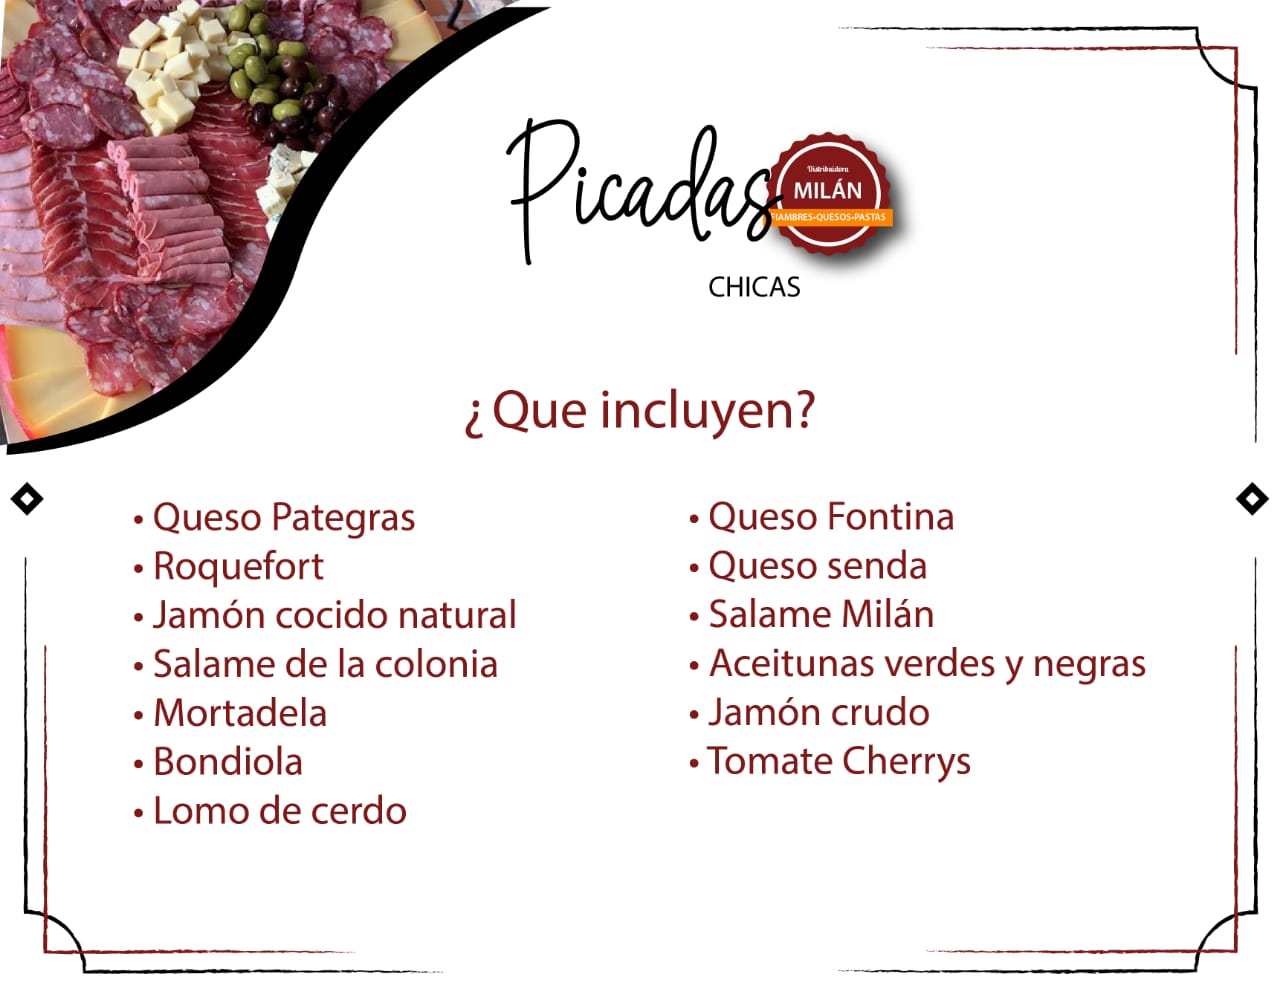 Picadas
Distribuidora
MILÁN
FIAMBRES•QUESOS•PASTAS
CHICAS
¿ Que incluyen?
• Queso Pategras
• Roquefort
• Jamón cocido natural
• Salame de la colonia
• Mortadela
• Bondiola
• Lomo de cerdo
• Queso Fontina
• Queso senda
• Salame Milán
• Aceitunas verdes y negras
• Jamón crudo
• Tomate Cherrys